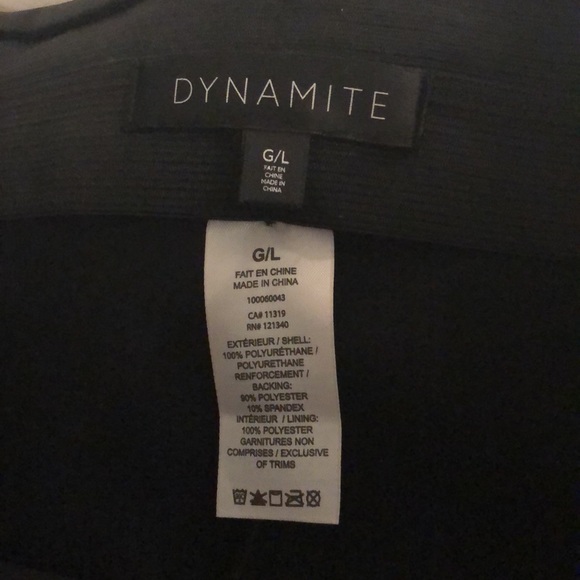 DYNAMITE
G/L
FAIT EN
CHINE
MADE IN
CHINA
G/L
FAIT EN CHINE
MADE IN CHINA
100060043
CA# 11319
RN# 121340
EXTÉRIEUR / SHELL:
100% POLYURÉTHANE /
POLYURETHANE
RENFORCEMENT /
BACKING:
90% POLYESTER
10% SPANDEX
INTÉRIEUR / LINING:
100% POLYESTER
GARNITURES NON
COMPRISES / EXCLUSIVE
OF TRIMS